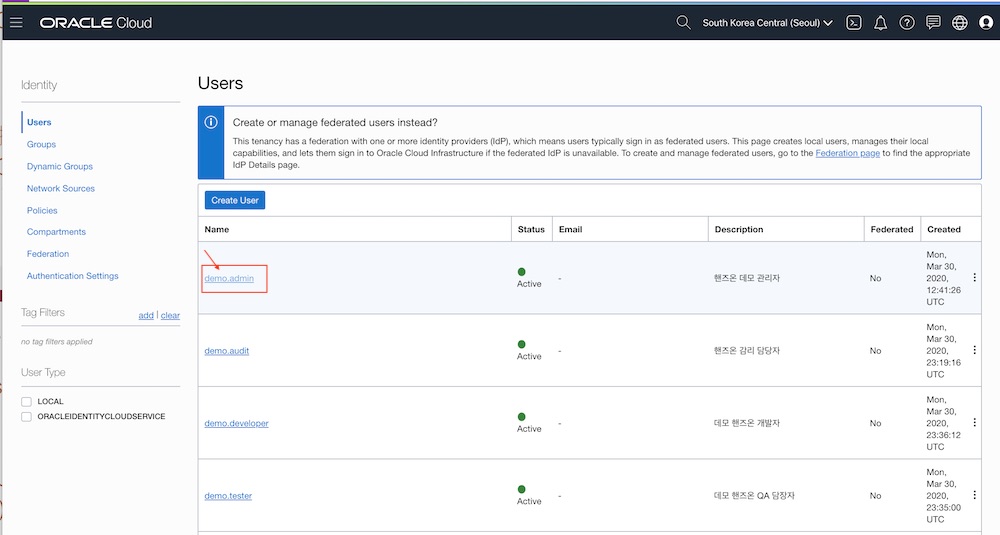 ORACLE Cloud
South Korea Central (Seoul)
Identity
Users
Groups
Dynamic Groups
Network Sources
Policies
Compartments
Federation
Authentication Settings
Tag Filters add | clear
no tag filters applied
User Type
LOCAL
ORACLEIDENTITYCLOUDSERVICE
Users
Create or manage federated users instead?
This tenancy has a federation with one or more identity providers (IdP), which means users typically sign in as federated users. This page creates local users, manages their local
capabilities, and lets them sign in to Oracle Cloud Infrastructure if the federated IdP is unavailable. To create and manage federated users, go to the Federation page to find the appropriate
IdP Details page.
Create User
Name Status Email Description Federated Created
demo.admin Active - 핸즈온 데모 관리자 No Mon,
Mar 30,
2020,
12:41:26
UTC
demo.audit Active - 핸즈온 감리 담당자 No Mon,
Mar 30,
2020,
23:19:16
UTC
demo.developer Active - 데모 핸즈온 개발자 No Mon,
Mar 30,
2020,
23:36:12
UTC
demo.tester Active - 데모 핸즈온 QA 담장자 No Mon,
Mar 30,
2020,
23:35:00
UTC